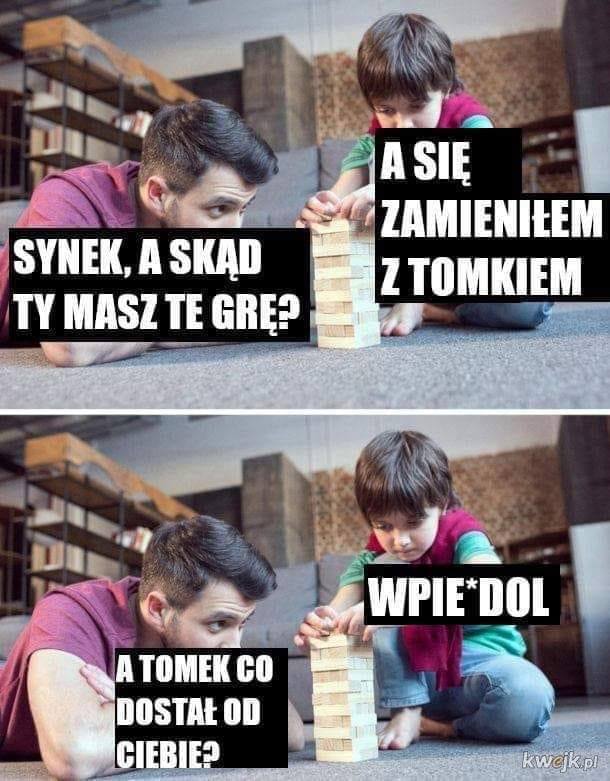 SYNEK, A SKĄD
TY MASZ TE GRĘ?
A SIĘ
ZAMIENIŁEM
Z TOMKIEM
A TOMEK CO
DOSTAŁ OD
CIEBIE?
WPIE*DOL
kwejk.pl